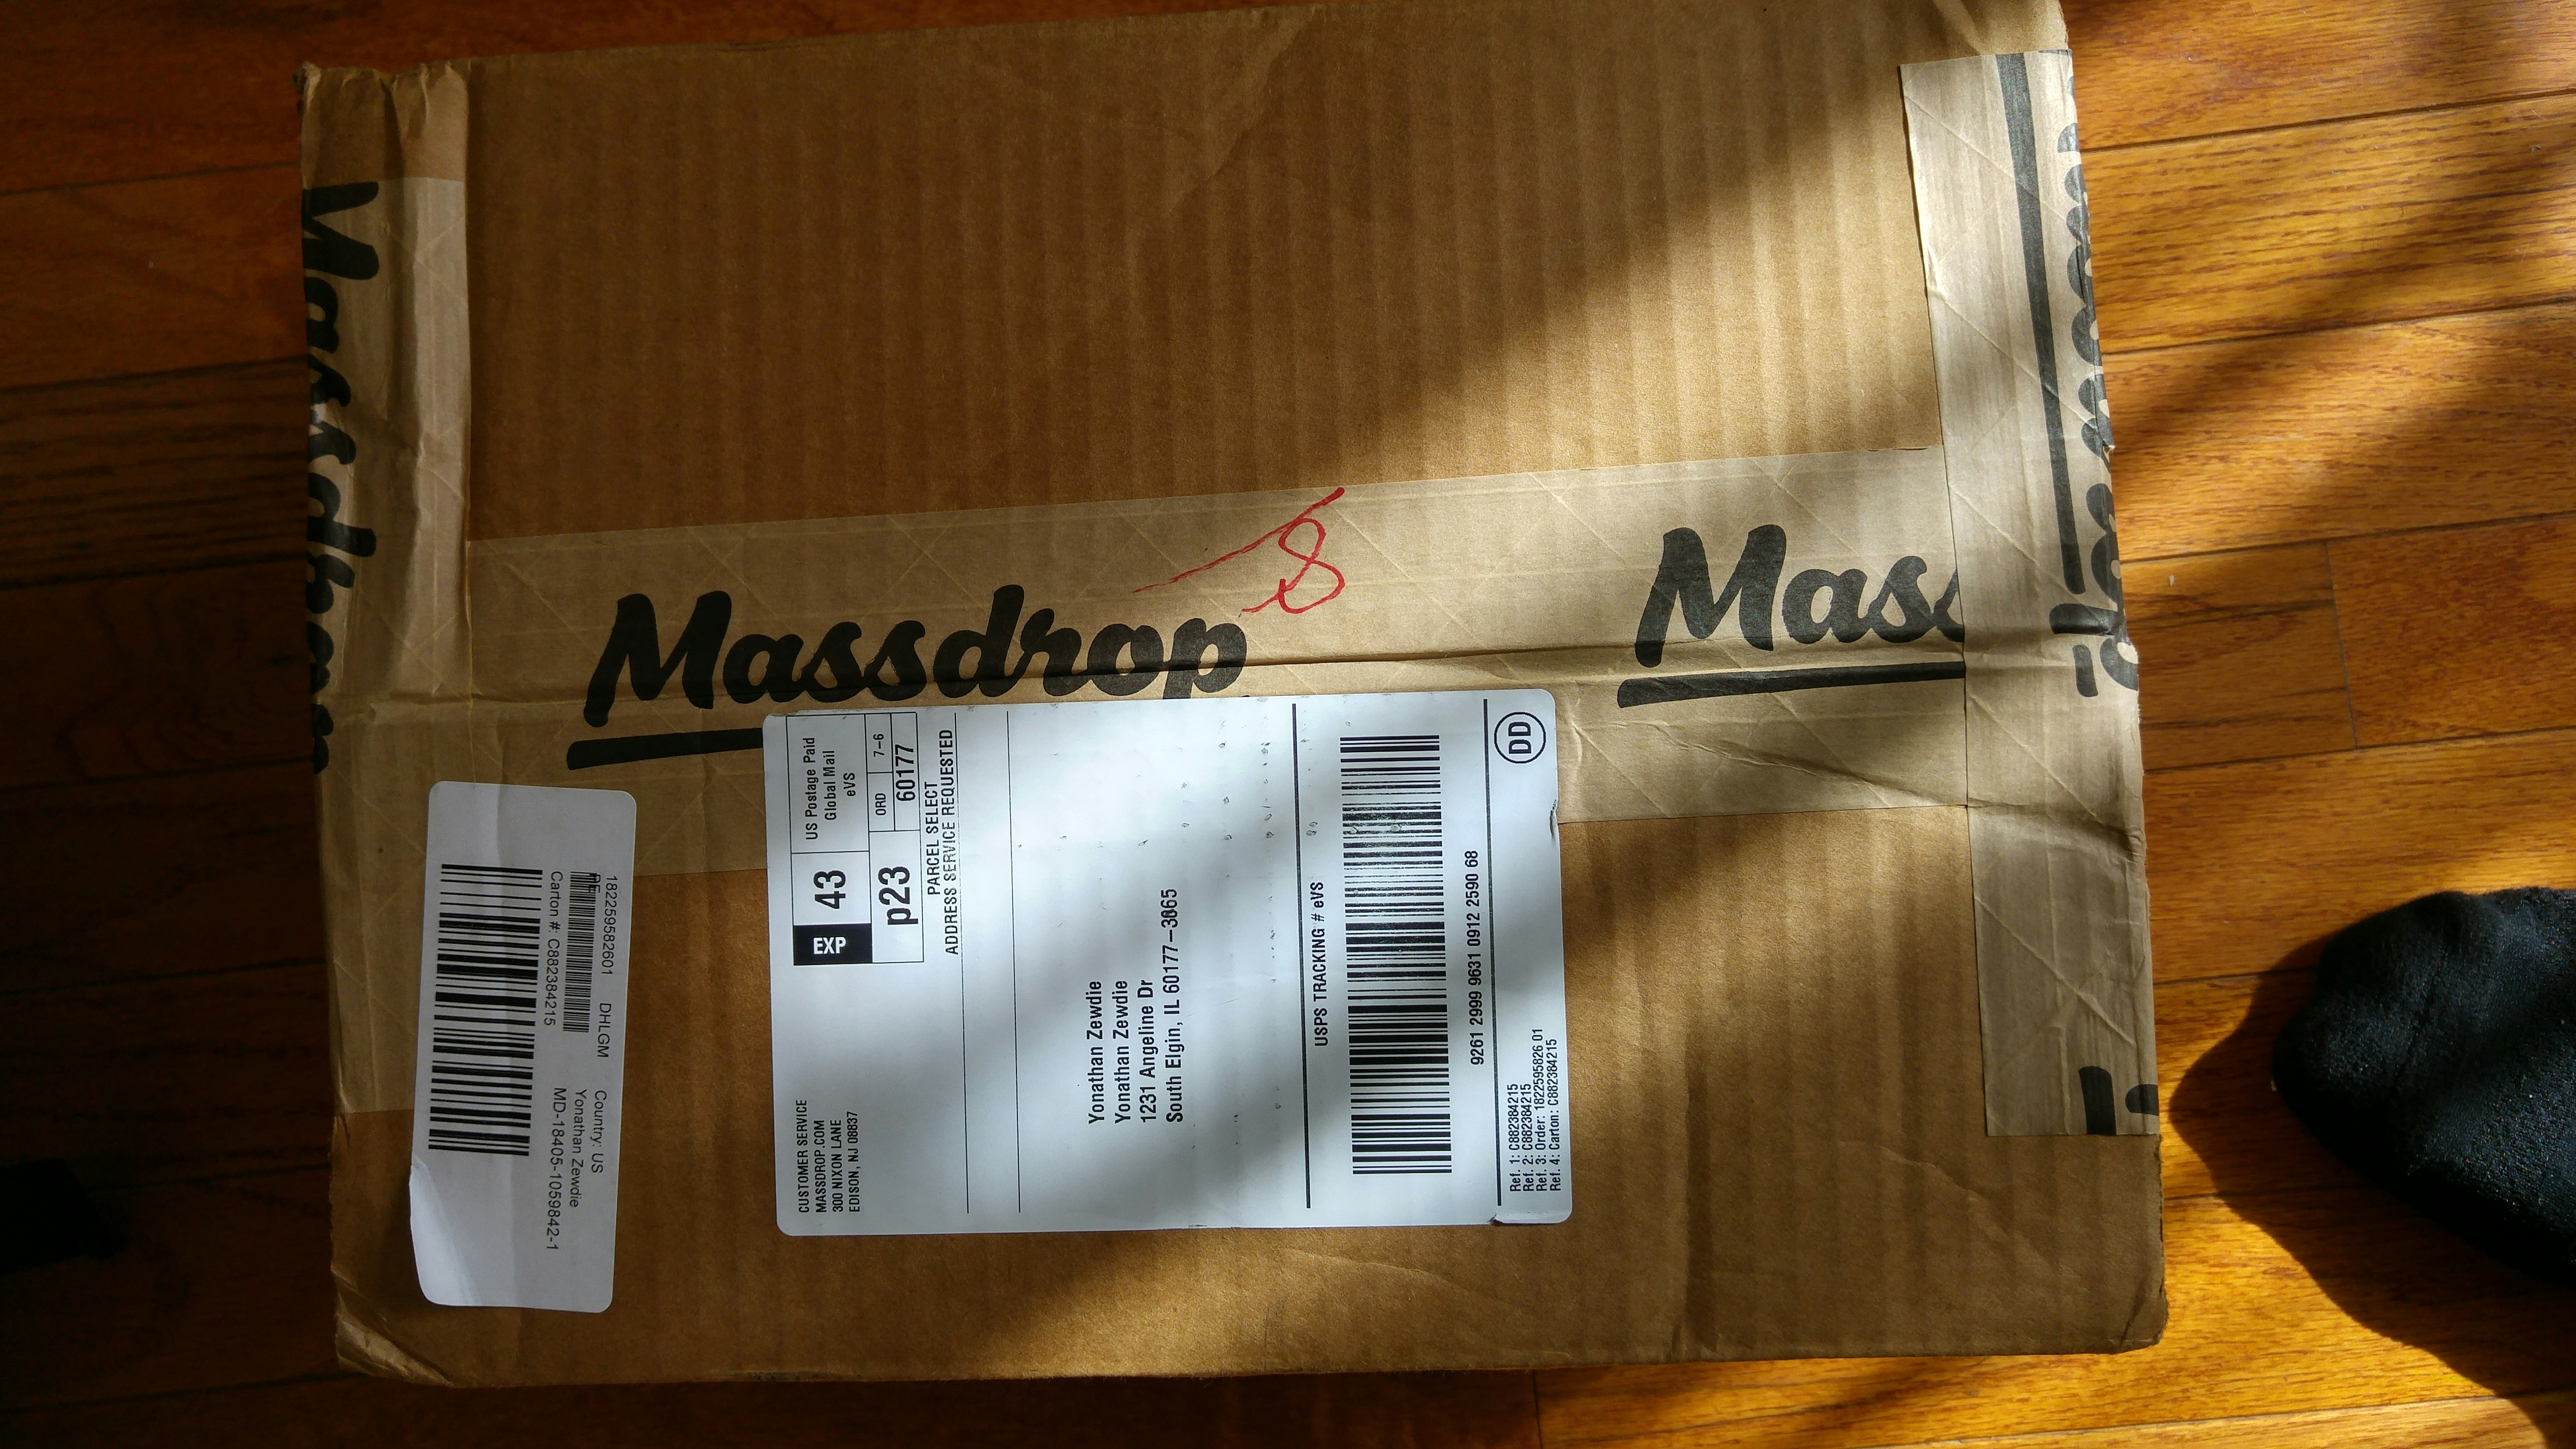 Massdrop
Massdrop
Mass
8
US Postage Paid
Global Mail
eVS
EXP
43
ORD
7-6
p23
60177
PARCEL SELECT
ADDRESS SERVICE REQUESTED
CUSTOMER SERVICE
MASSDROP.COM
300 NIXON LANE
EDISON, NJ 08837
Yonathan Zewdie
Yonathan Zewdie
1231 Angeline Dr
South Elgin, IL 60177-3865
USPS TRACKING # eVS
9261 2999 9631 0912 2590 68
Ref. 1: C882384215
Ref. 2: C882384215
Ref. 3: Order: 1822595826 01
Ref. 4: Carton: C882384215
DD
182259582601 DHLGM Country: US
Yonathan Zewdie
Carton #: C882384215 MD-18405-1059842-1